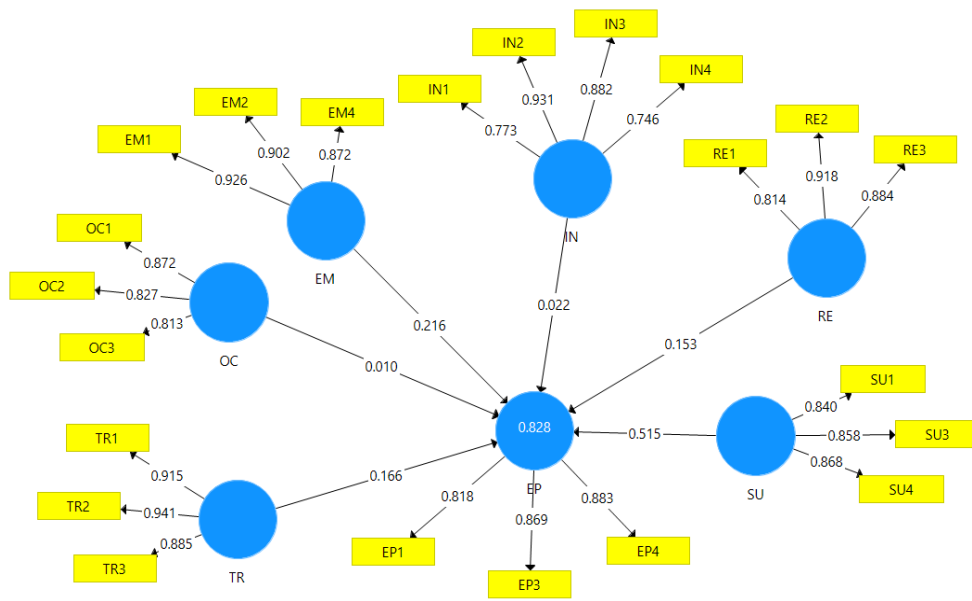 IN3
IN2
IN4
IN1
0.931
0.882
0.773
0.746
EM2
EM4
EM1
0.902
0.872
0.926
RE2
RE1
RE3
0.918
0.814
0.884
IN
EM
RE
OC1
0.872
OC2
0.827
OC3
0.813
OC
0.022
0.216
0.153
0.010
SU1
0.840
SU3
0.858
SU4
0.868
SU
0.515
0.828
EP
TR1
0.915
TR2
0.941
TR3
0.885
TR
0.166
0.818
0.869
0.883
EP1
EP3
EP4